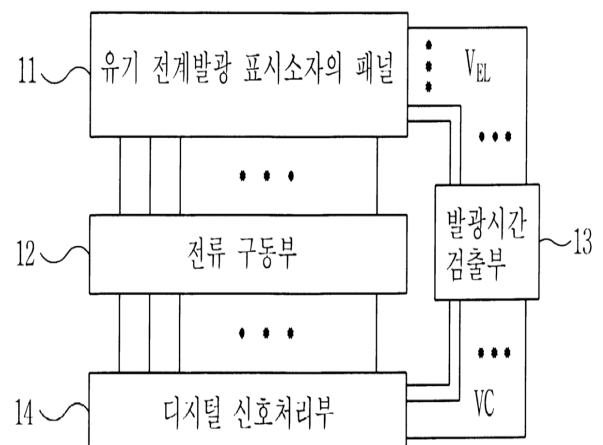 11
유기 전계발광 표시소자의 패널
V_EL
12
전류 구동부
발광시간
검출부
13
14
디지털 신호처리부
VC